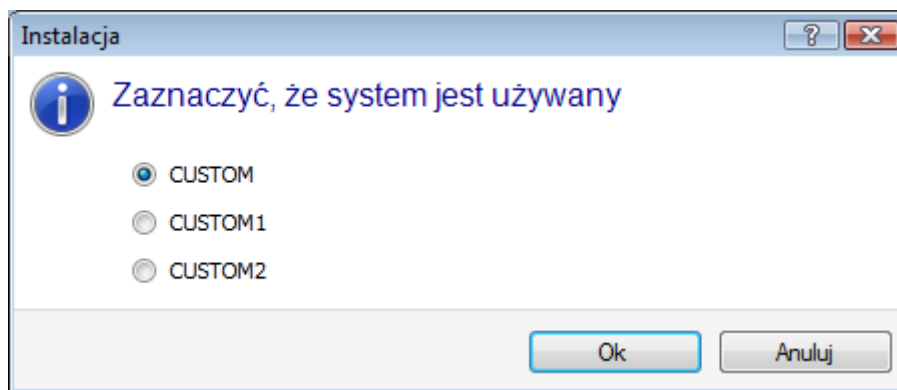 Instalacja
Zaznaczyć, że system jest używany
CUSTOM
CUSTOM1
CUSTOM2
Ok
Anuluj